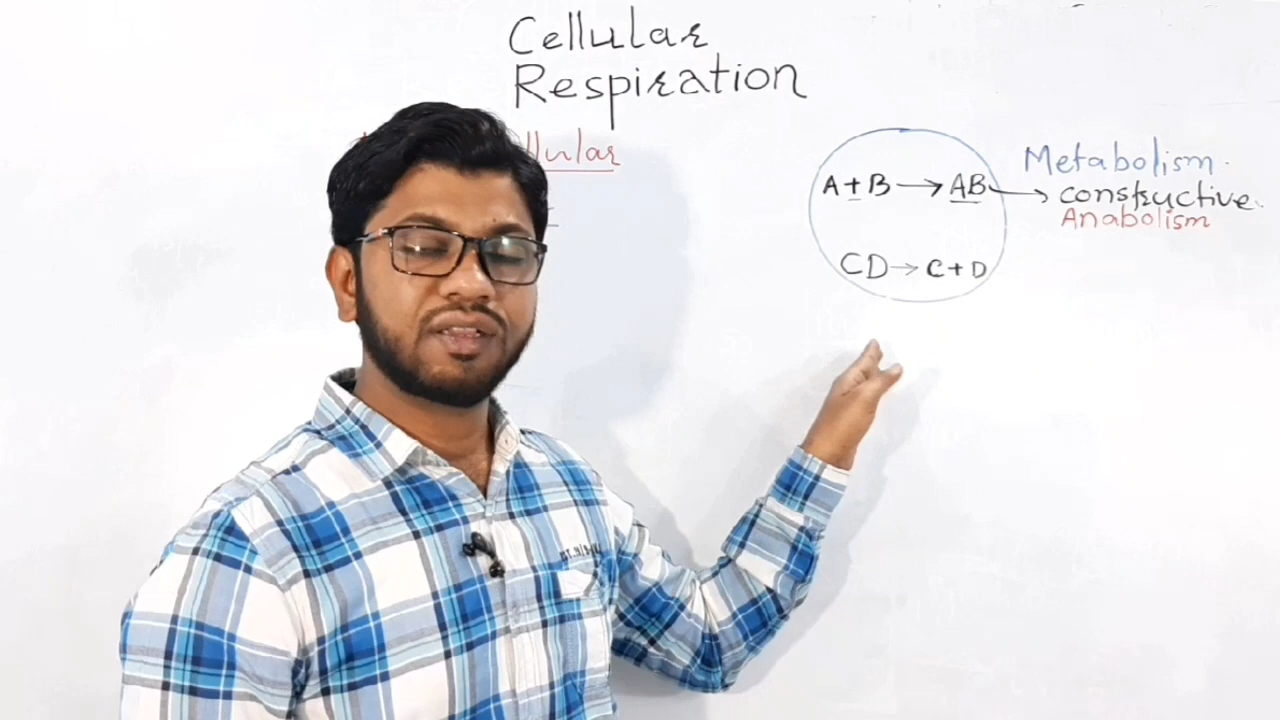 Cellular
Respiration
llular
Metabolism.
A + B → AB → constructive.
Anabolism
CD → C + D